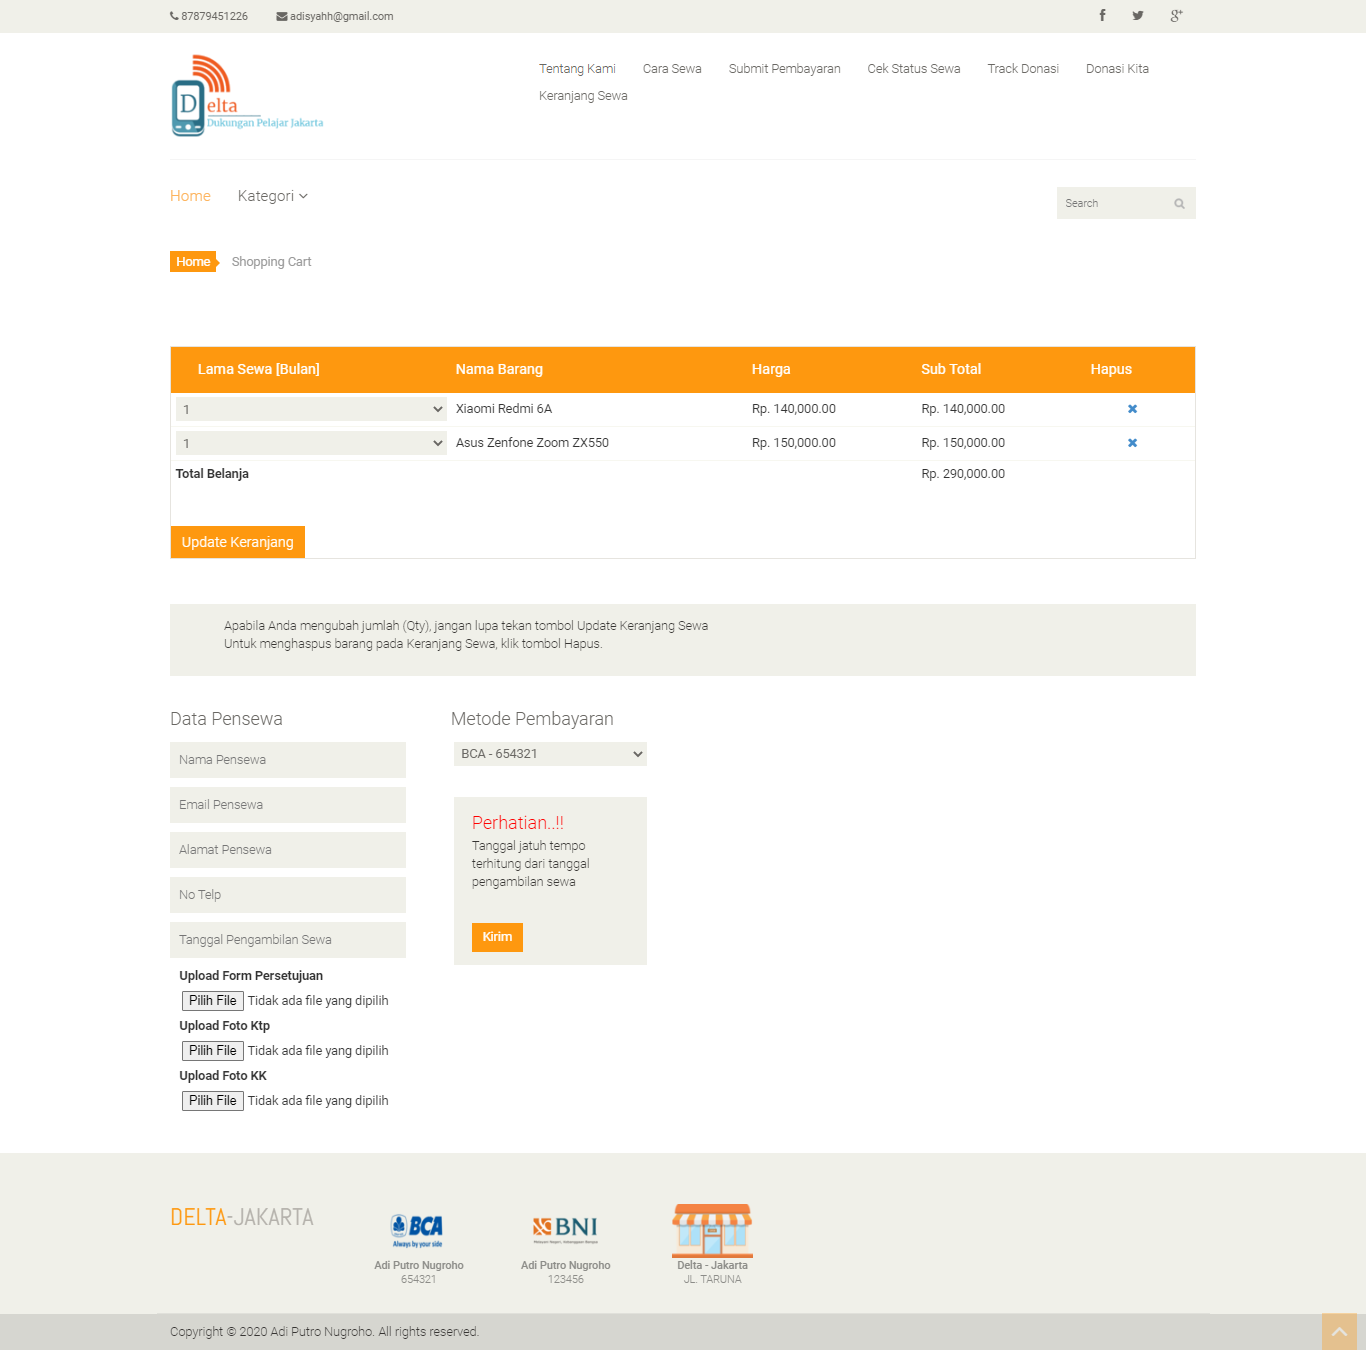 87879451226 adisyahh@gmail.com
Delta
Dukungan Pelajar Jakarta
Tentang Kami Cara Sewa Submit Pembayaran Cek Status Sewa Track Donasi Donasi Kita
Keranjang Sewa
Home Kategori
Search
Home Shopping Cart
Lama Sewa [Bulan] Nama Barang Harga Sub Total Hapus
1 Xiaomi Redmi 6A Rp. 140,000.00 Rp. 140,000.00
1 Asus Zenfone Zoom ZX550 Rp. 150,000.00 Rp. 150,000.00
Total Belanja Rp. 290,000.00
Update Keranjang
Apabila Anda mengubah jumlah (Qty), jangan lupa tekan tombol Update Keranjang Sewa
Untuk menghaspus barang pada Keranjang Sewa, klik tombol Hapus.
Data Pensewa
Nama Pensewa
Email Pensewa
Alamat Pensewa
No Telp
Tanggal Pengambilan Sewa
Upload Form Persetujuan
Pilih File Tidak ada file yang dipilih
Upload Foto Ktp
Pilih File Tidak ada file yang dipilih
Upload Foto KK
Pilih File Tidak ada file yang dipilih
Metode Pembayaran
BCA - 654321
Perhatian..!!
Tanggal jatuh tempo
terhitung dari tanggal
pengambilan sewa
Kirim
DELTA-JAKARTA
BCA
Always by your side
Adi Putro Nugroho
654321
BNI
Adi Putro Nugroho
123456
Delta - Jakarta
JL. TARUNA
Copyright © 2020 Adi Putro Nugroho. All rights reserved.